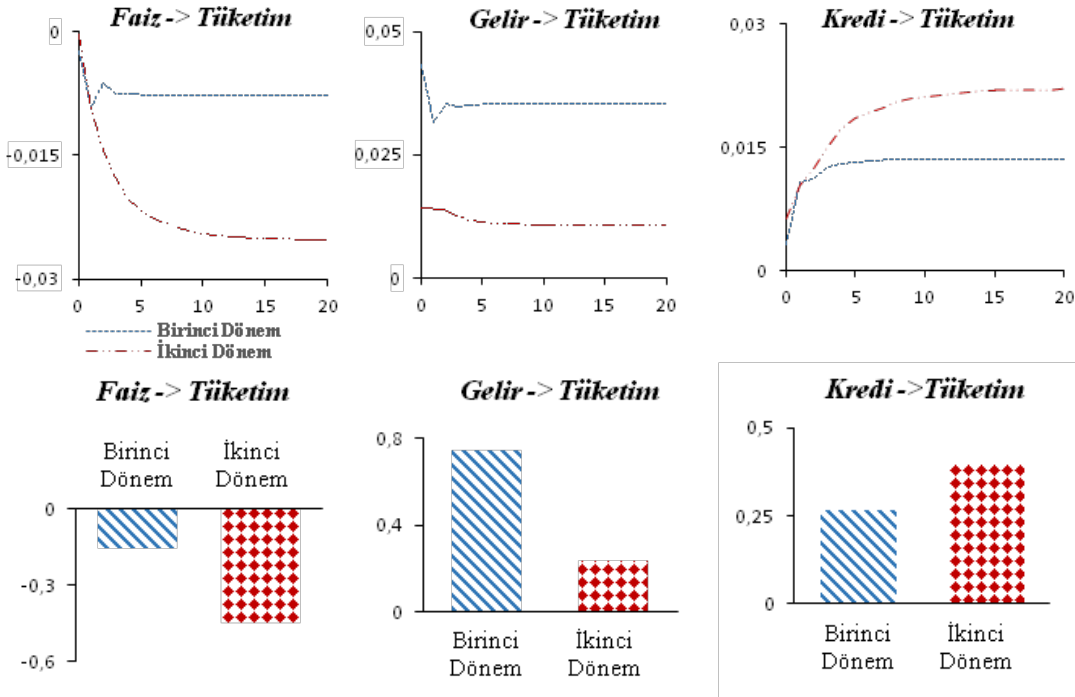 Faiz -> Tüketim
0
-0,015
-0,03
0 5 10 15 20
Gelir -> Tüketim
0,05
0,025
0
0 5 10 15 20
Kredi -> Tüketim
0,03
0,015
0
0 5 10 15 20
Birinci Dönem
İkinci Dönem
Faiz -> Tüketim
Birinci
Dönem
İkinci
Dönem
0
-0,3
-0,6
Gelir -> Tüketim
0,8
0,4
0
Birinci
Dönem
İkinci
Dönem
Kredi ->Tüketim
0,5
0,25
0
Birinci
Dönem
İkinci
Dönem